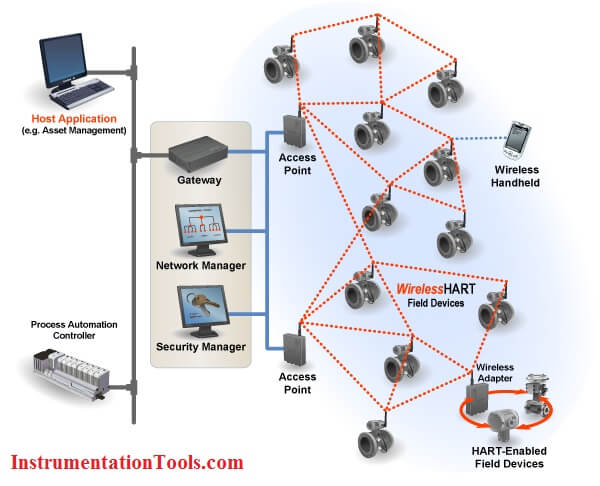 Host Application
(e.g. Asset Management)
Gateway
Access
Point
Wireless
Handheld
Network Manager
WirelessHART
Field Devices
Security Manager
Process Automation
Controller
Access
Point
Wireless
Adapter
HART-Enabled
Field Devices
InstrumentationTools.com